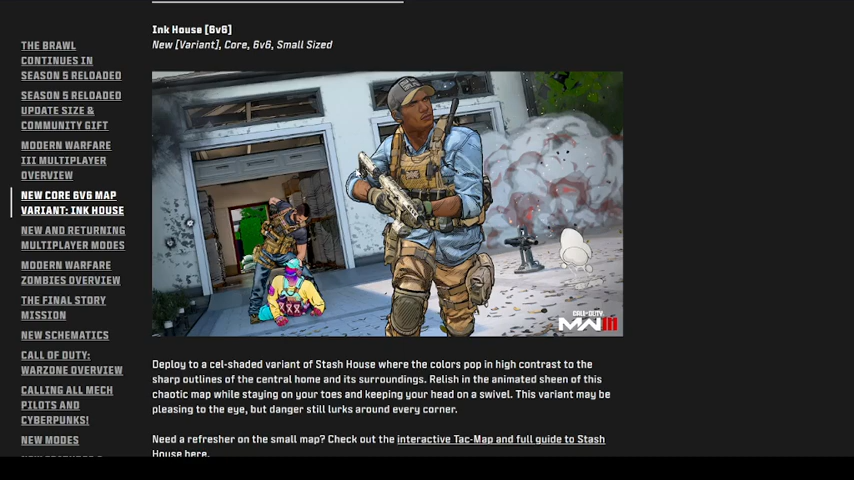 THE BRAWL
CONTINUES IN
SEASON 5 RELOADED
SEASON 5 RELOADED
UPDATE SIZE &
COMMUNITY GIFT
MODERN WARFARE
III MULTIPLAYER
OVERVIEW
NEW CORE 6V6 MAP
VARIANT: INK HOUSE
NEW AND RETURNING
MULTIPLAYER MODES
MODERN WARFARE
ZOMBIES OVERVIEW
THE FINAL STORY
MISSION
NEW SCHEMATICS
CALL OF DUTY:
WARZONE OVERVIEW
CALLING ALL MECH
PILOTS AND
CYBERPUNKS!
NEW MODES
Ink House [6v6]
New [Variant], Core, 6v6, Small Sized
CALL OF DUTY
MWIII
Deploy to a cel-shaded variant of Stash House where the colors pop in high contrast to the
sharp outlines of the central home and its surroundings. Relish in the animated sheen of this
chaotic map while staying on your toes and keeping your head on a swivel. This variant may be
pleasing to the eye, but danger still lurks around every corner.
Need a refresher on the small map? Check out the interactive Tac-Map and full guide to Stash
House here.